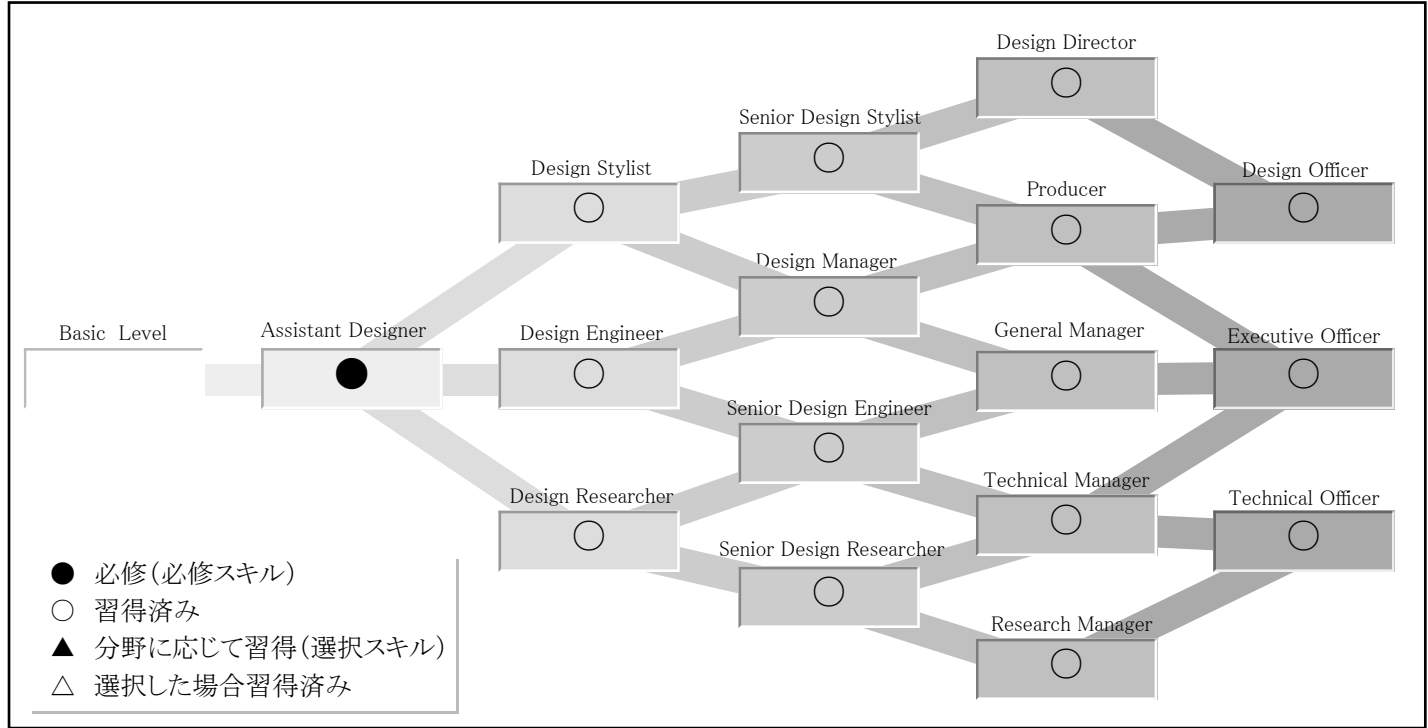 Design Director
Senior Design Stylist
Design Stylist
Producer
Design Officer
Design Manager
Basic Level
Assistant Designer
Design Engineer
General Manager
Executive Officer
Senior Design Engineer
Design Researcher
Technical Manager
Technical Officer
Senior Design Researcher
Research Manager
● 必修(必修スキル)
○ 習得済み
▲ 分野に応じて習得(選択スキル)
△ 選択した場合習得済み